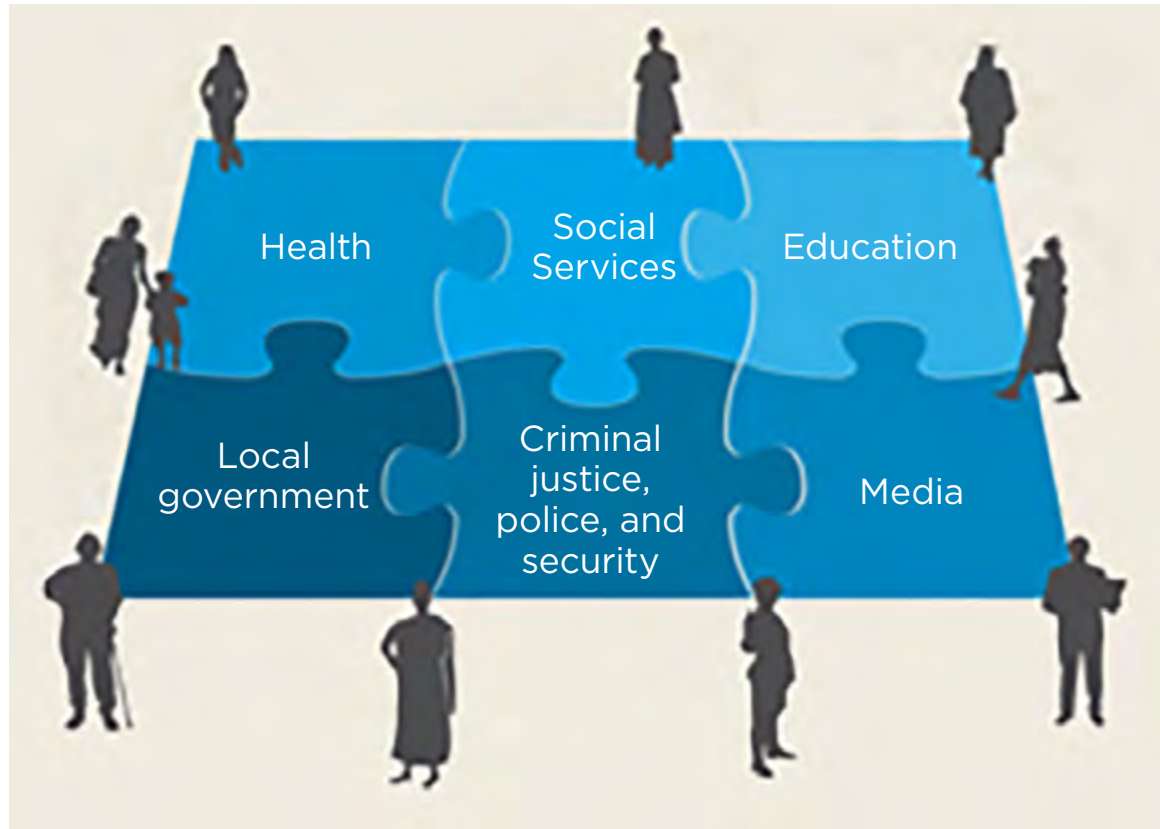 Health
Social
Services
Education
Local
government
Criminal
justice,
police, and
security
Media